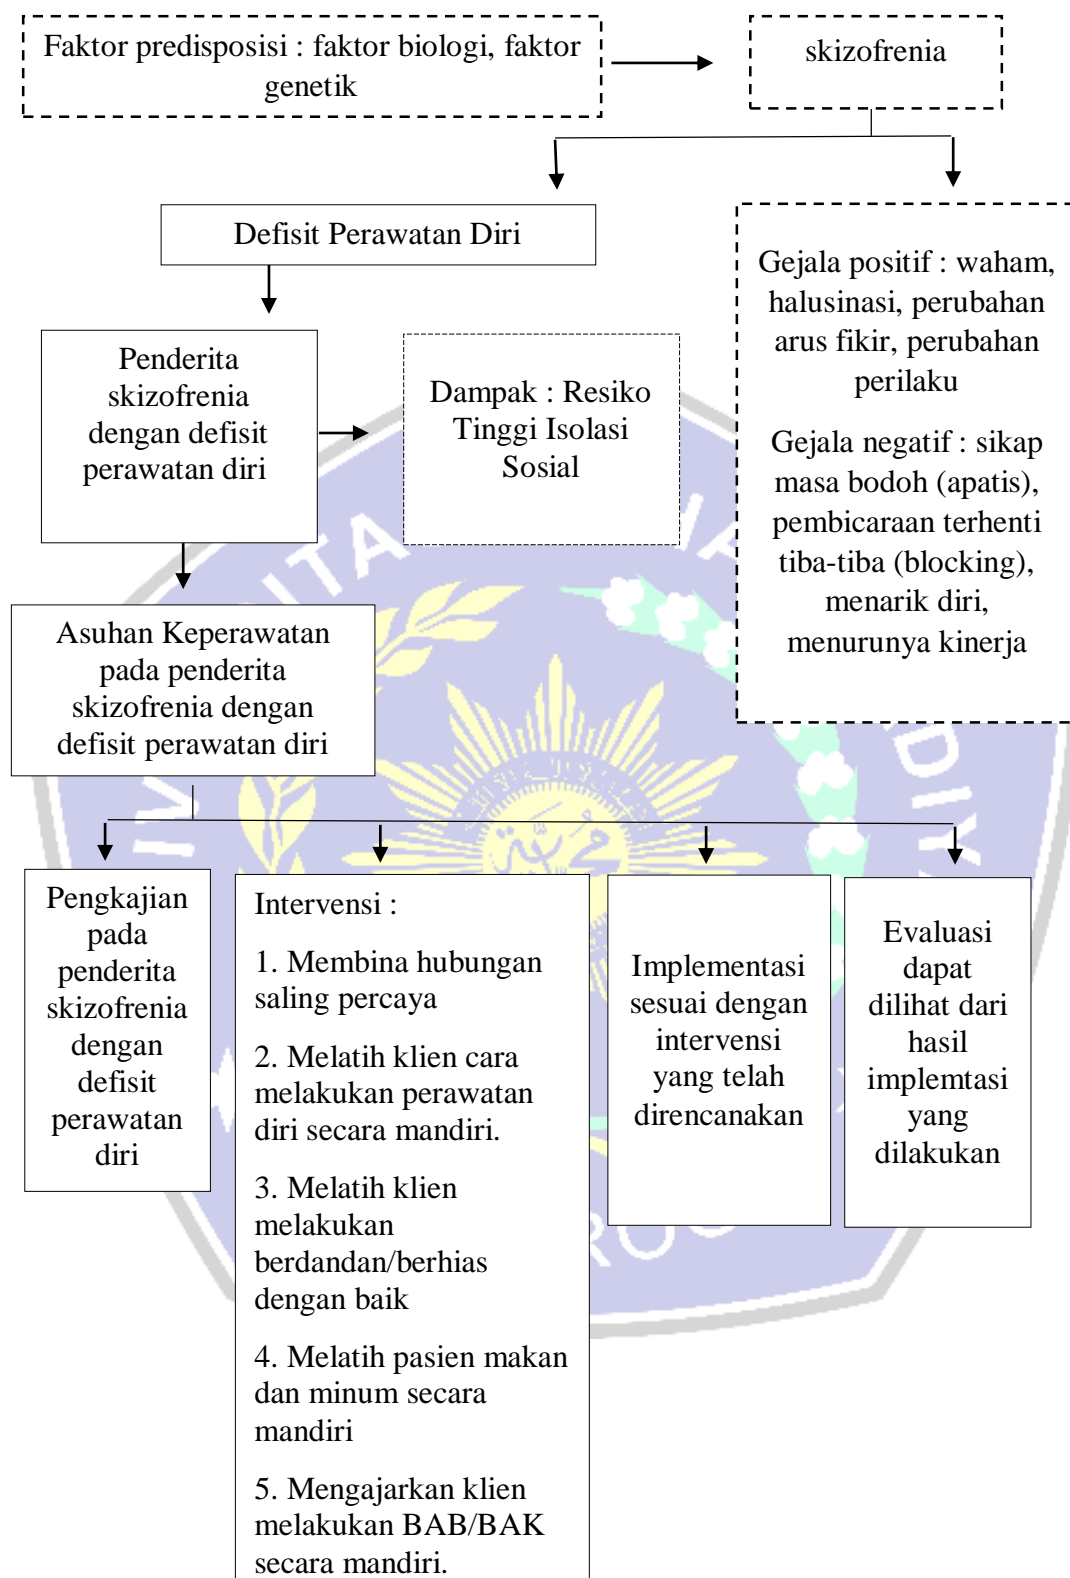 Faktor predisposisi : faktor biologi, faktor
genetik
skizofrenia
Defisit Perawatan Diri
Gejala positif : waham,
halusinasi, perubahan
arus fikir, perubahan
perilaku
Gejala negatif : sikap
masa bodoh (apatis),
pembicaraan terhenti
tiba-tiba (blocking),
menarik diri,
menurunya kinerja
Penderita
skizofrenia
dengan defisit
perawatan diri
Dampak : Resiko
Tinggi Isolasi
Sosial
Asuhan Keperawatan
pada penderita
skizofrenia dengan
defisit perawatan diri
Pengkajian
pada
penderita
skizofrenia
dengan
defisit
perawatan
diri
Intervensi :
1. Membina hubungan
saling percaya
2. Melatih klien cara
melakukan perawatan
diri secara mandiri.
3. Melatih klien
melakukan
berdandan/berhias
dengan baik
4. Melatih pasien makan
dan minum secara
mandiri
5. Mengajarkan klien
melakukan BAB/BAK
secara mandiri.
Implementasi
sesuai dengan
intervensi
yang telah
direncanakan
Evaluasi
dapat
dilihat dari
hasil
implemtasi
yang
dilakukan